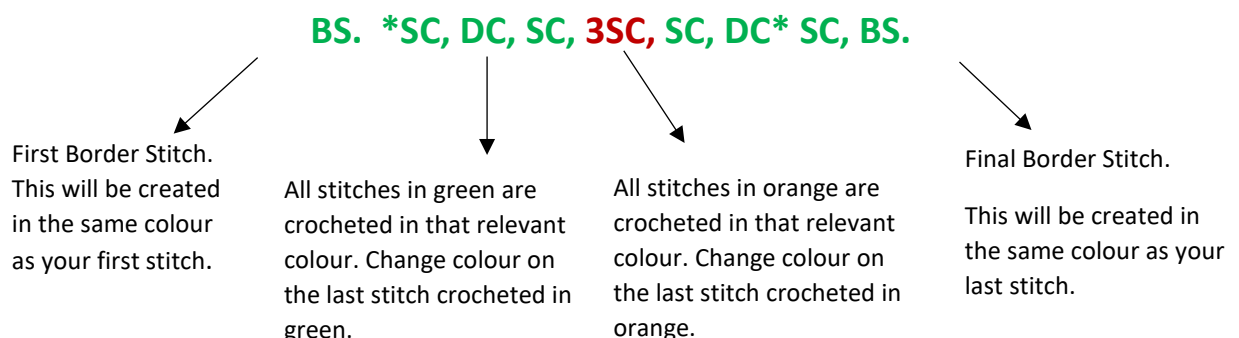 BS. *SC, DC, SC, 3SC, SC, DC* SC, BS.
First Border Stitch.
This will be created
in the same colour
as your first stitch.
All stitches in green are
crocheted in that relevant
colour. Change colour on
the last stitch crocheted in
green.
All stitches in orange are
crocheted in that relevant
colour. Change colour on
the last stitch crocheted in
orange.
Final Border Stitch.
This will be created in
the same colour as your
last stitch.